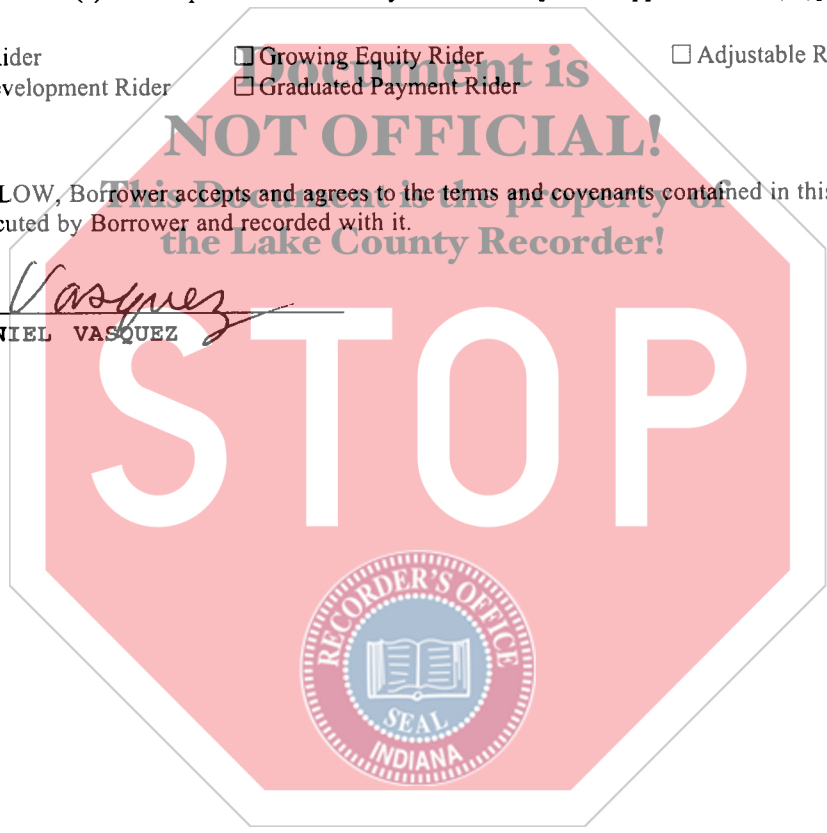 ider ☐ Growing Equity Rider ☐ Adjustable R
velopment Rider ☐ Graduated Payment Rider
Document is
NOT OFFICIAL!
LOW, Borrower accepts and agrees to the terms and covenants contained in this
This Document is the property of
cuted by Borrower and recorded with it.
the Lake County Recorder!
Vasquez
NIEL VASQUEZ
STOP
RECORDER'S OFFICE
SEAL
INDIANA